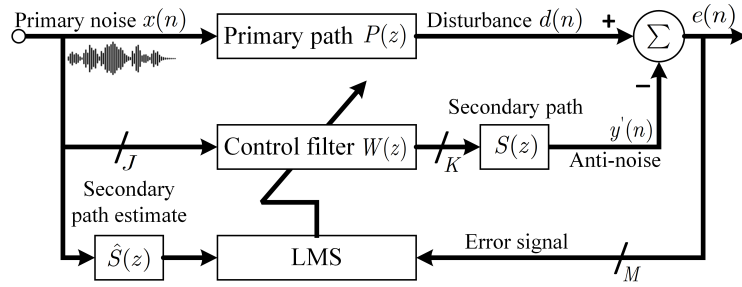 Primary noise x(n)
Primary path P(z)
Disturbance d(n)
+
Σ
e(n)
−
Secondary path
J
Control filter W(z)
K
S(z)
y'(n)
Anti-noise
Secondary
path estimate
Ŝ(z)
LMS
Error signal
M